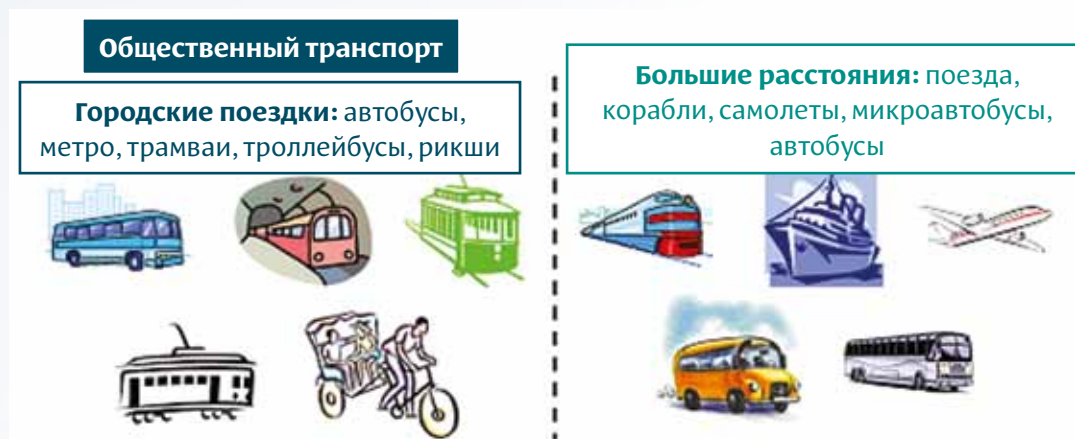 Общественный транспорт
Городские поездки: автобусы,
метро, трамваи, троллейбусы, рикши
Большие расстояния: поезда,
корабли, самолеты, микроавтобусы,
автобусы